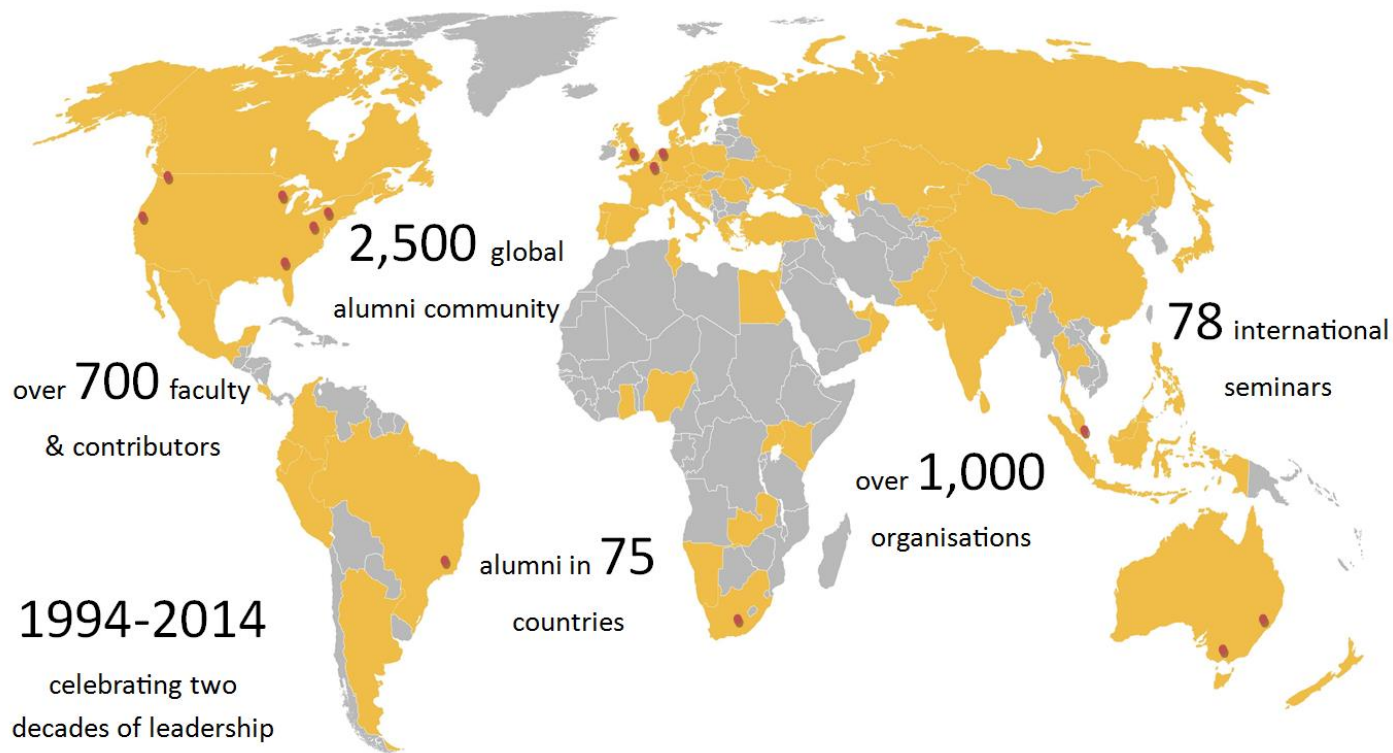 2,500 global
alumni community
78 international
seminars
over 700 faculty
& contributors
over 1,000
organisations
alumni in 75
countries
1994-2014
celebrating two
decades of leadership